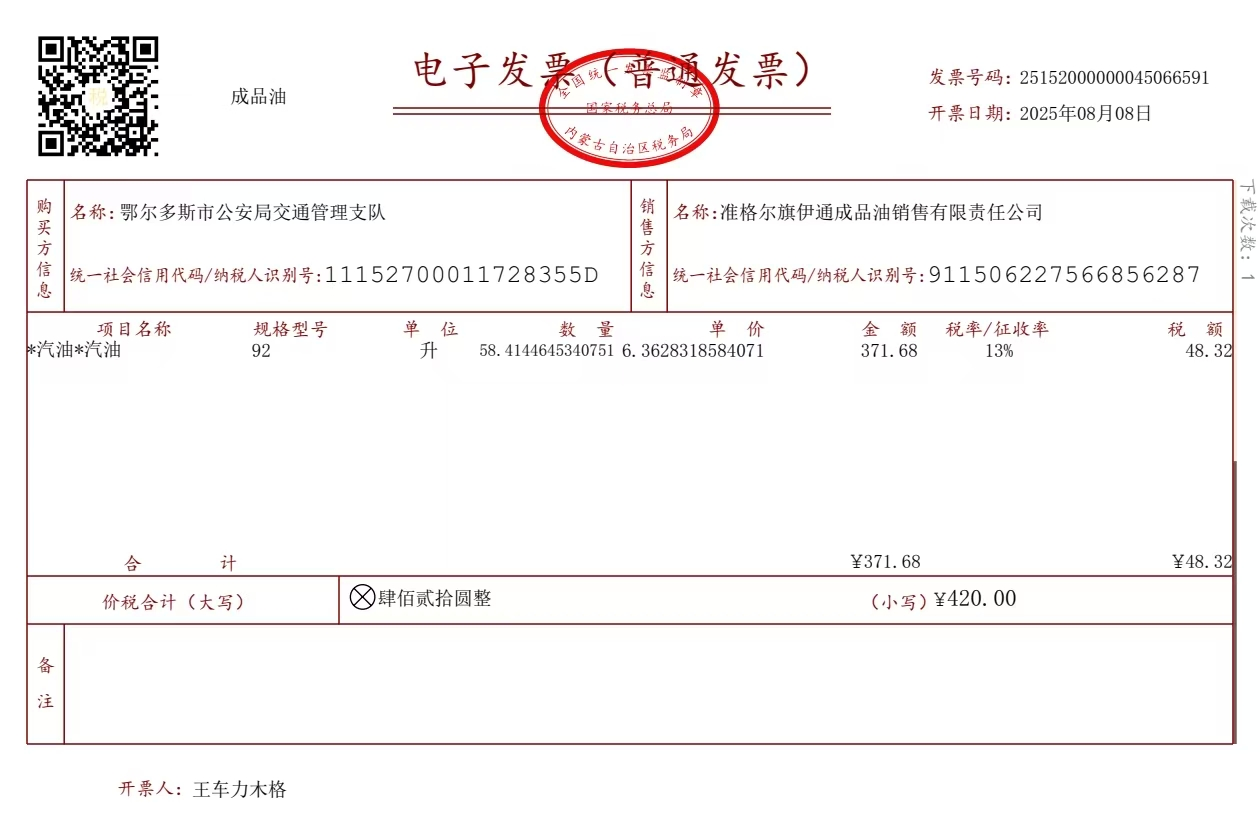 电子发票（普通发票）
税
成品油
全国统一发票监制章
国家税务总局
内蒙古自治区税务局
发票号码：25152000000045066591
开票日期：2025年08月08日
下载次数：1
购买方信息
名称：鄂尔多斯市公安局交通管理支队
统一社会信用代码/纳税人识别号：11152700011728355D
销售方信息
名称：准格尔旗伊通成品油销售有限责任公司
统一社会信用代码/纳税人识别号：911506227566856287
项目名称 规格型号 单位 数量 单价 金额 税率/征收率 税额
*汽油*汽油 92 升 58.4144645340751 6.3628318584071 371.68 13% 48.32
合计 ¥371.68 ¥48.32
价税合计（大写） 肆佰贰拾圆整 （小写）¥420.00
备注
开票人：王车力木格